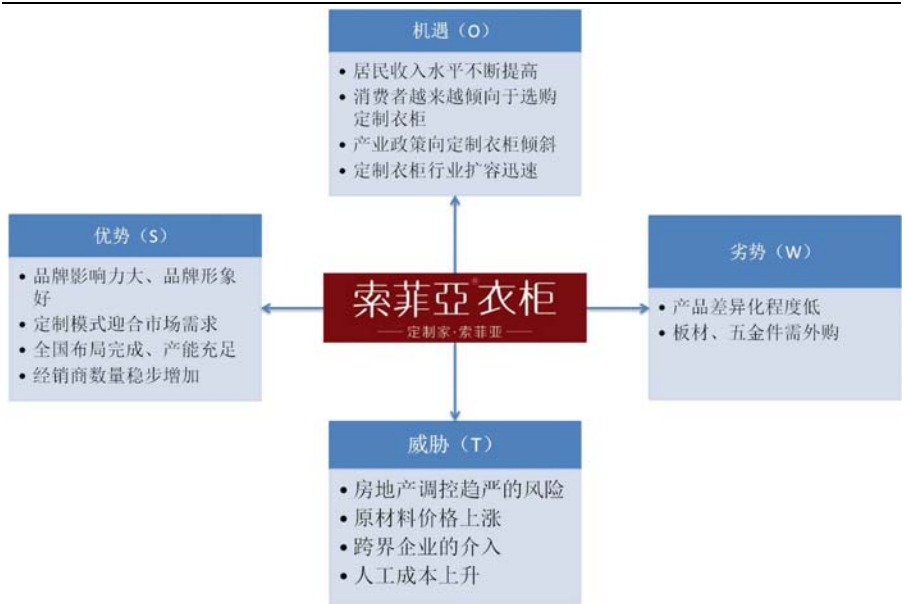 机遇（O）
• 居民收入水平不断提高
• 消费者越来越倾向于选购
定制衣柜
• 产业政策向定制衣柜倾斜
• 定制衣柜行业扩容迅速
优势（S）
• 品牌影响力大、品牌形象
好
• 定制模式迎合市场需求
• 全国布局完成、产能充足
• 经销商数量稳步增加
索菲亞®衣柜
定制家·索菲亚
劣势（W）
• 产品差异化程度低
• 板材、五金件需外购
威胁（T）
• 房地产调控趋严的风险
• 原材料价格上涨
• 跨界企业的介入
• 人工成本上升